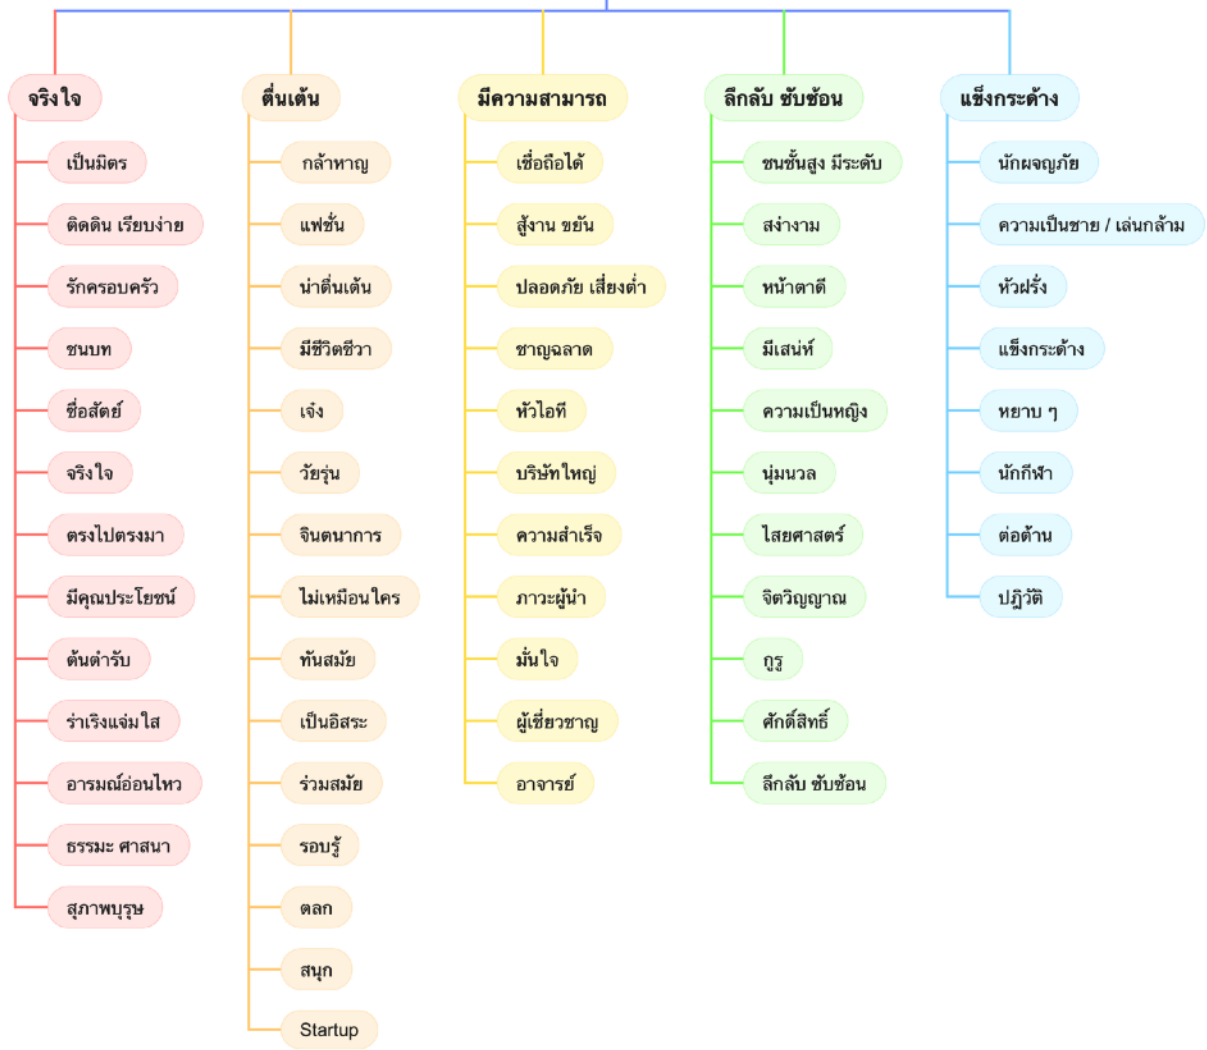 จริงใจ
เป็นมิตร
ติดดิน เรียบง่าย
รักครอบครัว
ชนบท
ซื่อสัตย์
จริงใจ
ตรงไปตรงมา
มีคุณประโยชน์
ต้นตำรับ
ร่าเริงแจ่มใส
อารมณ์อ่อนไหว
ธรรมะ ศาสนา
สุภาพบุรุษ
ตื่นเต้น
กล้าหาญ
แฟชั่น
น่าตื่นเต้น
มีชีวิตชีวา
เจ๋ง
วัยรุ่น
จินตนาการ
ไม่เหมือนใคร
ทันสมัย
เป็นอิสระ
ร่วมสมัย
รอบรู้
ตลก
สนุก
Startup
มีความสามารถ
เชื่อถือได้
สู้งาน ขยัน
ปลอดภัย เสี่ยงต่ำ
ชาญฉลาด
หัวไอที
บริษัทใหญ่
ความสำเร็จ
ภาวะผู้นำ
มั่นใจ
ผู้เชี่ยวชาญ
อาจารย์
ลึกลับ ซับซ้อน
ชนชั้นสูง มีระดับ
สง่างาม
หน้าตาดี
มีเสน่ห์
ความเป็นหญิง
นุ่มนวล
ไสยศาสตร์
จิตวิญญาณ
กูรู
ศักดิ์สิทธิ์
ลึกลับ ซับซ้อน
แข็งกระด้าง
นักผจญภัย
ความเป็นชาย / เล่นกล้าม
หัวฝรั่ง
แข็งกระด้าง
หยาบ ๆ
นักกีฬา
ต่อต้าน
ปฎิวัติ